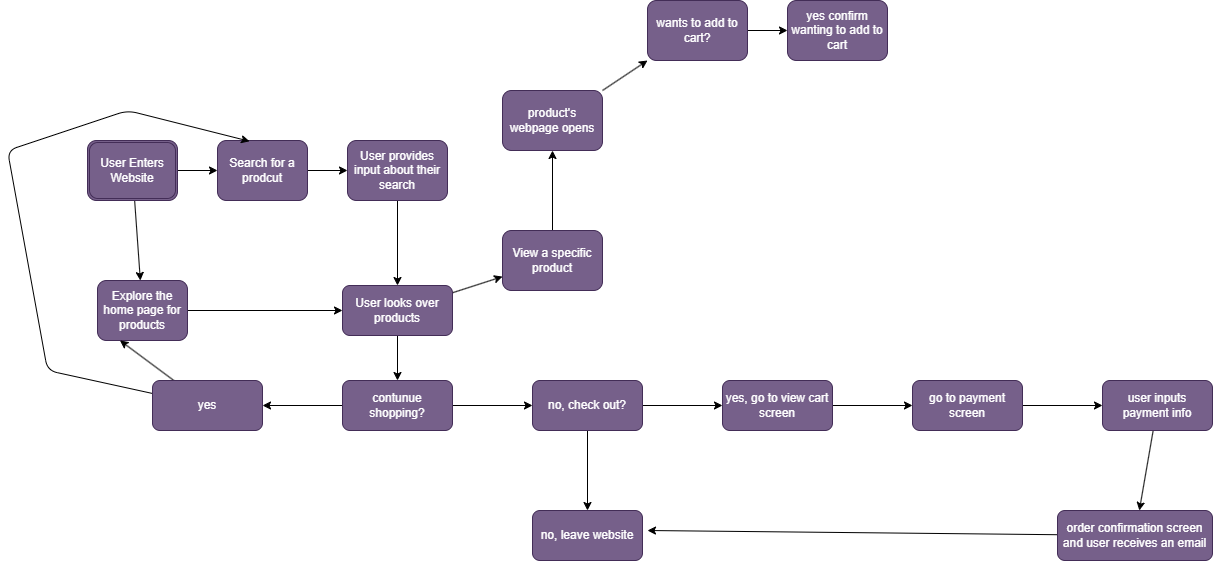 wants to add to
cart?
yes confirm
wanting to add to
cart
product's
webpage opens
User Enters
Website
Search for a
prodcut
User provides
input about their
search
View a specific
product
Explore the
home page for
products
User looks over
products
yes
contunue
shopping?
no, check out?
yes, go to view cart
screen
go to payment
screen
user inputs
payment info
no, leave website
order confirmation screen
and user receives an email